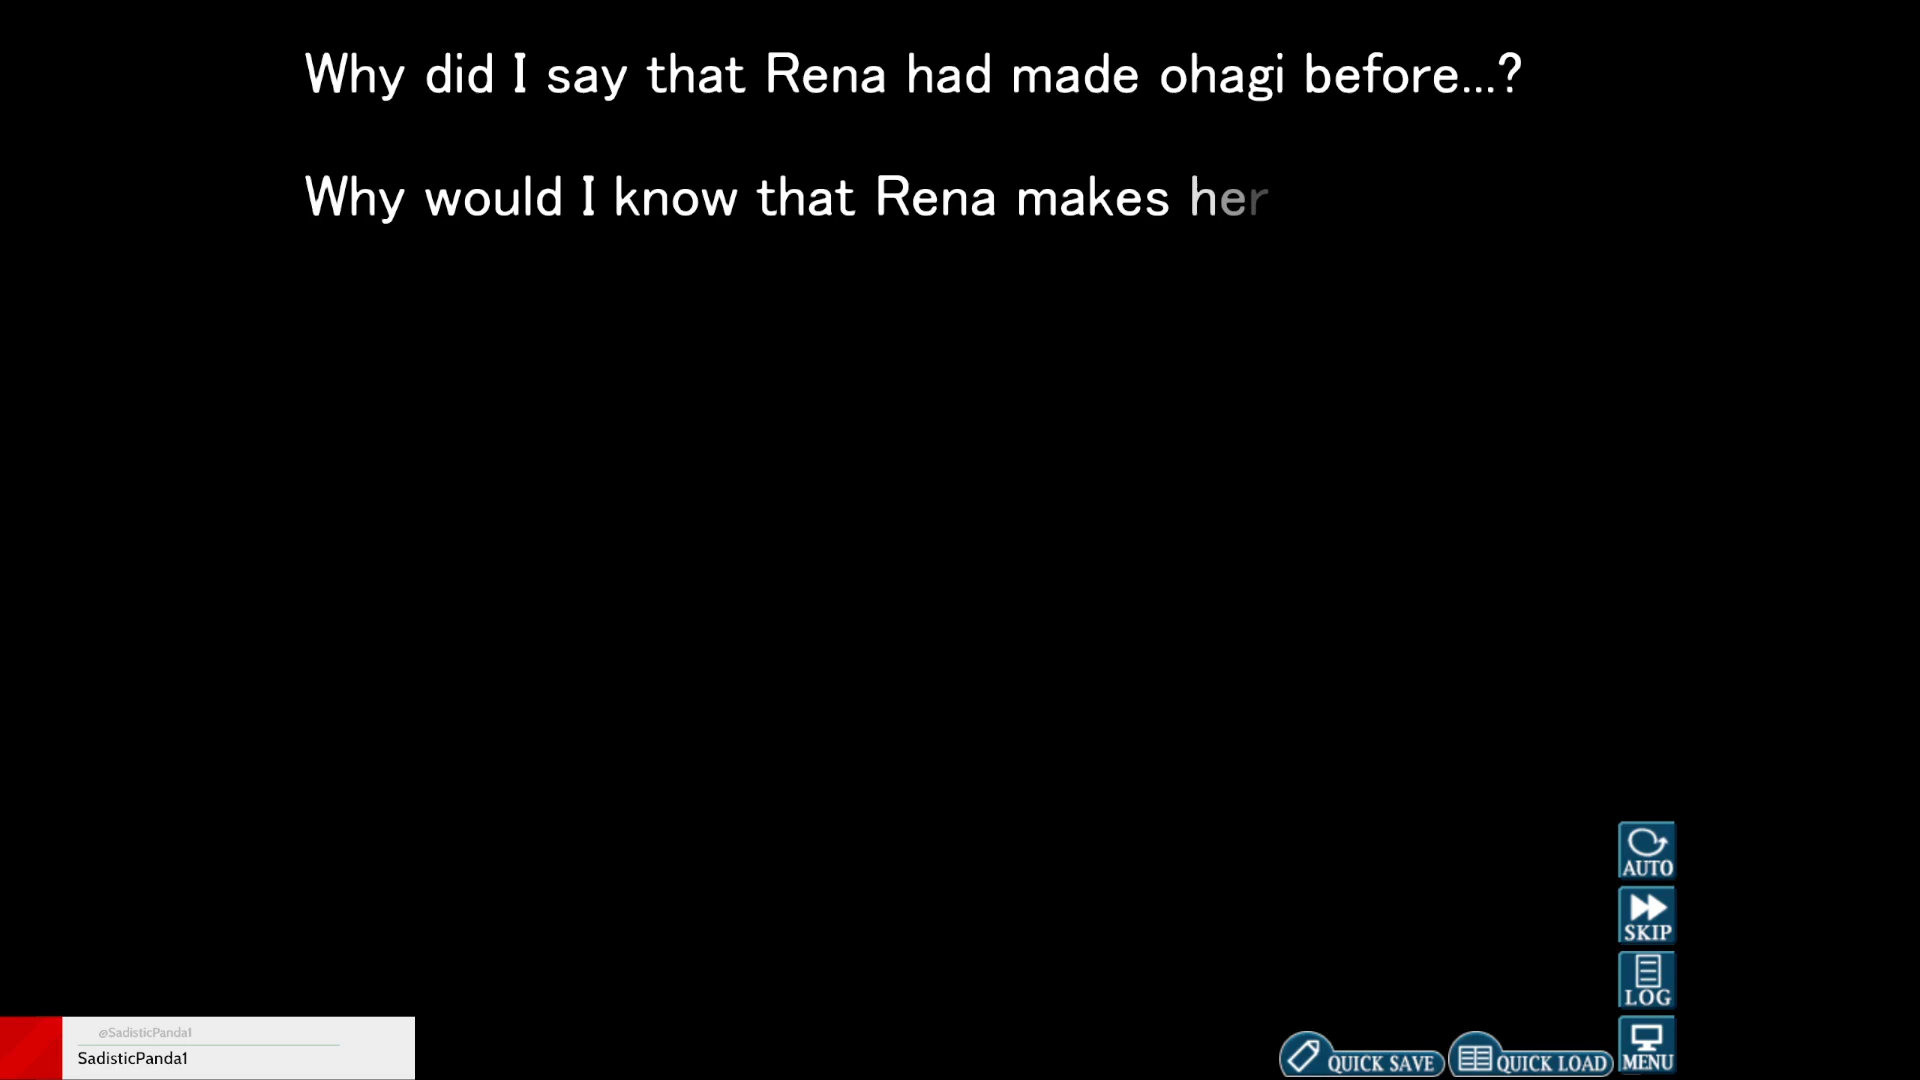 Why did I say that Rena had made ohagi before...?
Why would I know that Rena makes her
AUTO
SKIP
LOG
MENU
QUICK SAVE
QUICK LOAD
@SadisticPanda1
SadisticPanda1